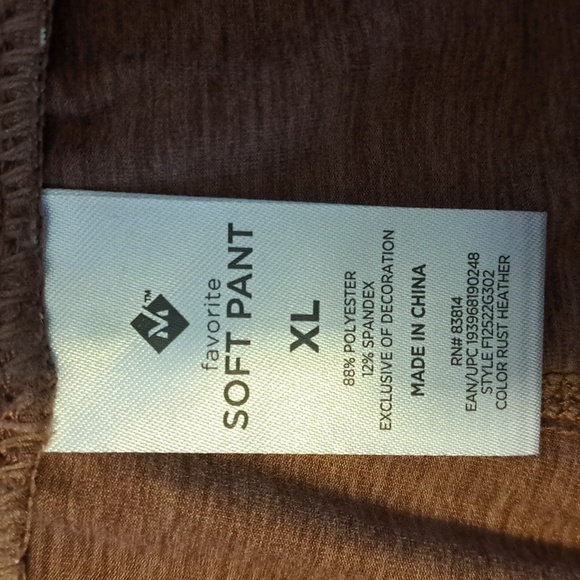 TM
favorite
SOFT PANT
XL
88% POLYESTER
12% SPANDEX
EXCLUSIVE OF DECORATION
MADE IN CHINA
RN# 83814
EAN/UPC 193968190248
STYLE F12522G302
COLOR RUST HEATHER